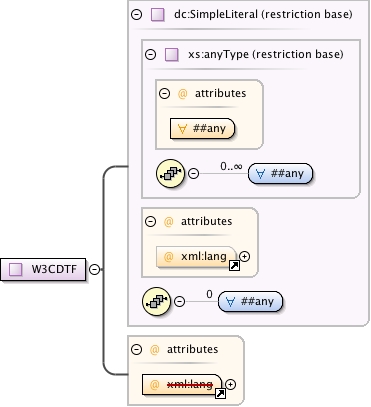 dc:SimpleLiteral (restriction base)
xs:anyType (restriction base)
@ attributes
∀ ##any
0..∞
∀ ##any
@ attributes
@ xml:lang
W3CDTF
0
∀ ##any
@ attributes
@ xml:lang